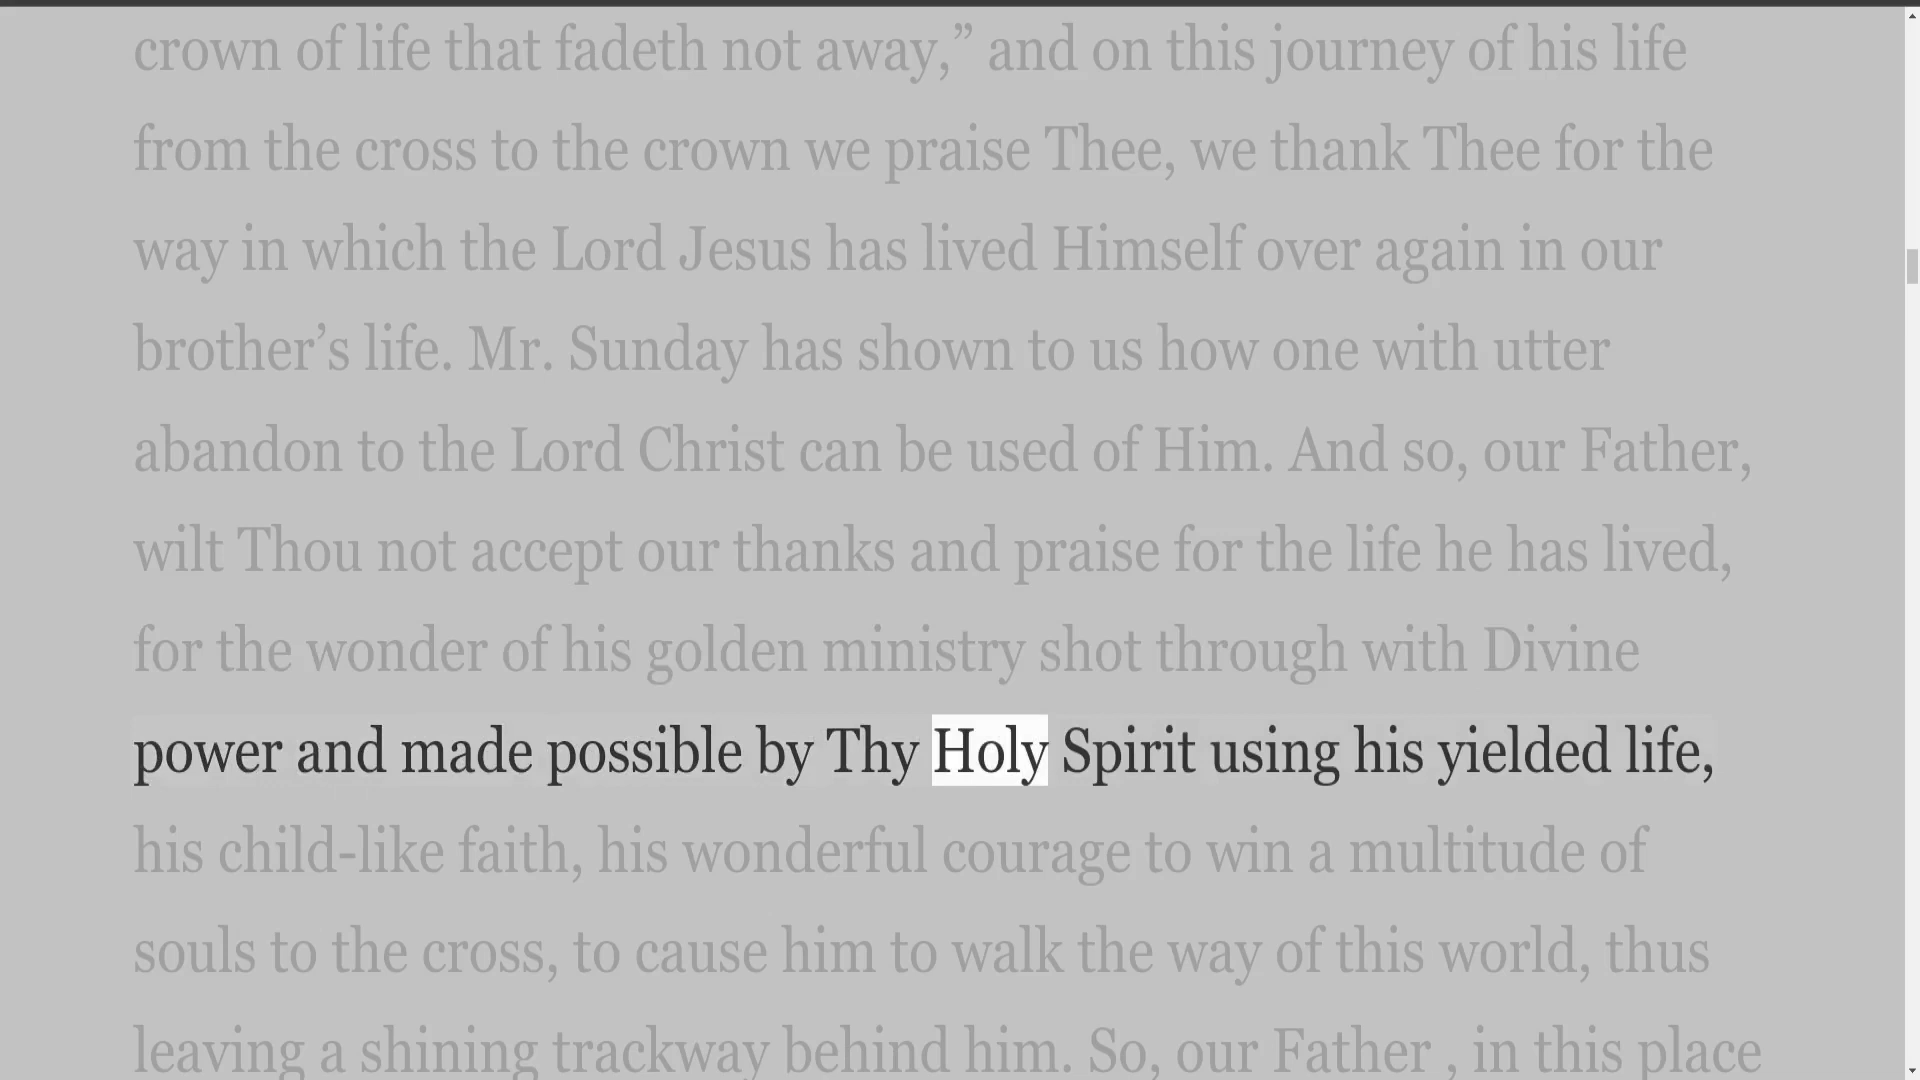 crown of life that fadeth not away,” and on this journey of his life
from the cross to the crown we praise Thee, we thank Thee for the
way in which the Lord Jesus has lived Himself over again in our
brother’s life. Mr. Sunday has shown to us how one with utter
abandon to the Lord Christ can be used of Him. And so, our Father,
wilt Thou not accept our thanks and praise for the life he has lived,
for the wonder of his golden ministry shot through with Divine
power and made possible by Thy Holy Spirit using his yielded life,
his child-like faith, his wonderful courage to win a multitude of
souls to the cross, to cause him to walk the way of this world, thus
leaving a shining trackway behind him. So, our Father , in this place